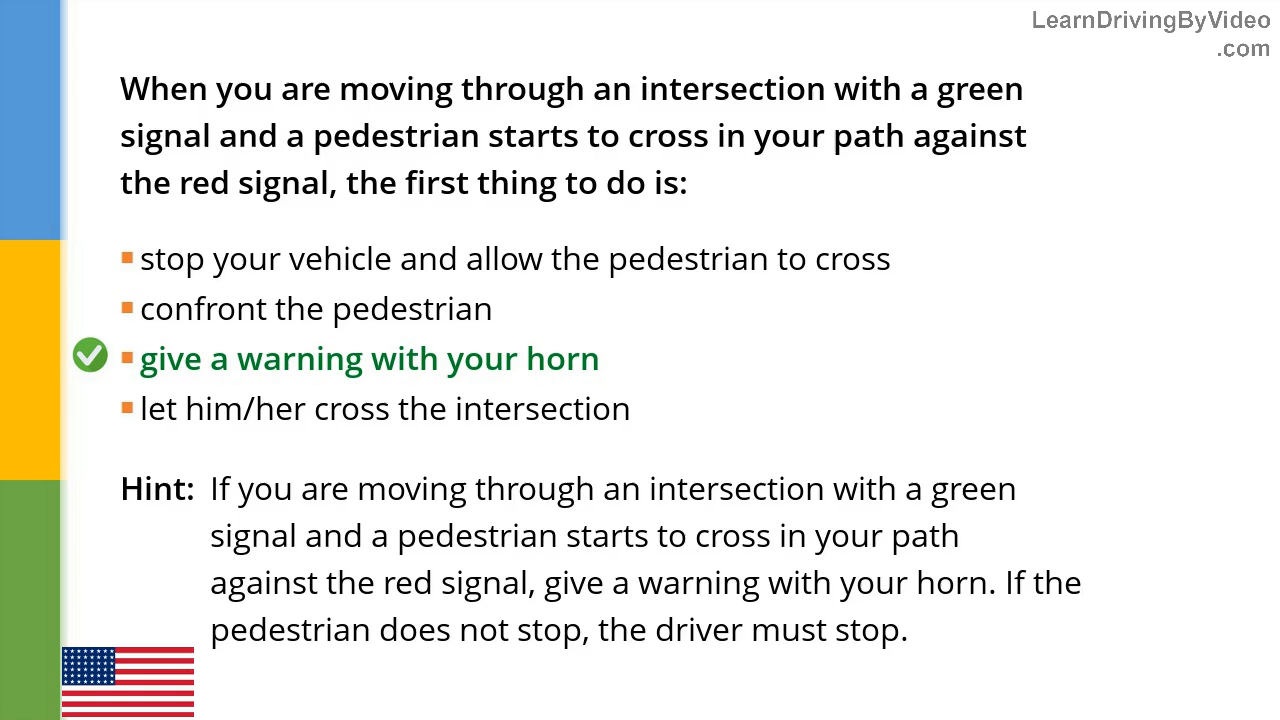 LearnDrivingByVideo
.com
When you are moving through an intersection with a green
signal and a pedestrian starts to cross in your path against
the red signal, the first thing to do is:
stop your vehicle and allow the pedestrian to cross
confront the pedestrian
give a warning with your horn
let him/her cross the intersection
Hint: If you are moving through an intersection with a green
signal and a pedestrian starts to cross in your path
against the red signal, give a warning with your horn. If the
pedestrian does not stop, the driver must stop.